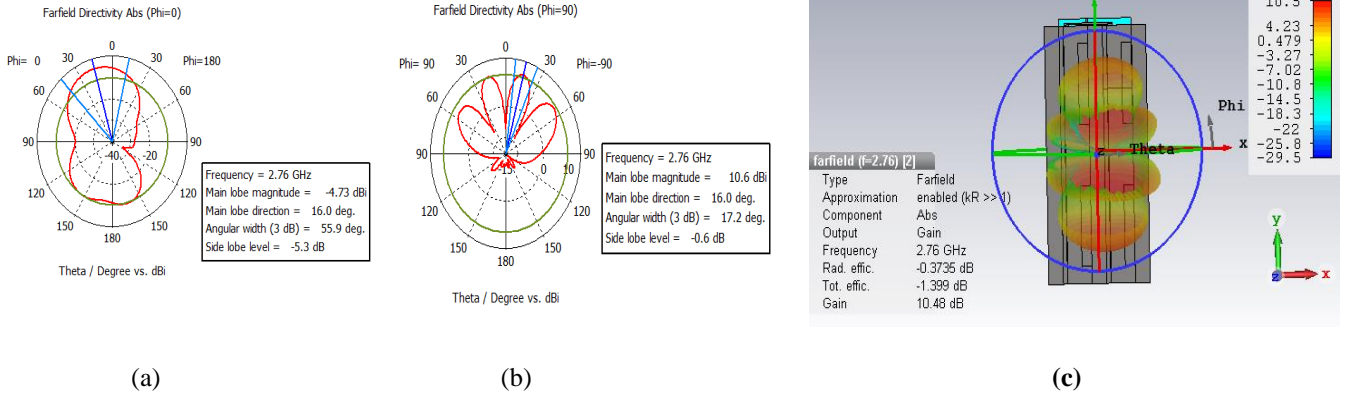 Farfield Directivity Abs (Phi=0)
0
Phi= 0
30
30
Phi=180
60
60
90
-40
-20
90
120
120
150
150
180
Frequency = 2.76 GHz
Main lobe magnitude = -4.73 dBi
Main lobe direction = 16.0 deg.
Angular width (3 dB) = 55.9 deg.
Side lobe level = -5.3 dB
Theta / Degree vs. dBi
(a)
Farfield Directivity Abs (Phi=90)
0
Phi= 90
30
30
Phi=-90
60
60
90
-15
0
10
90
120
120
150
150
180
Frequency = 2.76 GHz
Main lobe magnitude = 10.6 dBi
Main lobe direction = 16.0 deg.
Angular width (3 dB) = 17.2 deg.
Side lobe level = -0.6 dB
Theta / Degree vs. dBi
(b)
10.5
4.23
0.479
-3.27
-7.02
-10.8
-14.5
-18.3
-22
-25.8
-29.5
Phi
x
z
Theta
farfield (f=2.76) [2]
Type Farfield
Approximation enabled (kR >> 1)
Component Abs
Output Gain
Frequency 2.76 GHz
Rad. effic. -0.3735 dB
Tot. effic. -1.399 dB
Gain 10.48 dB
y
z
x
(c)